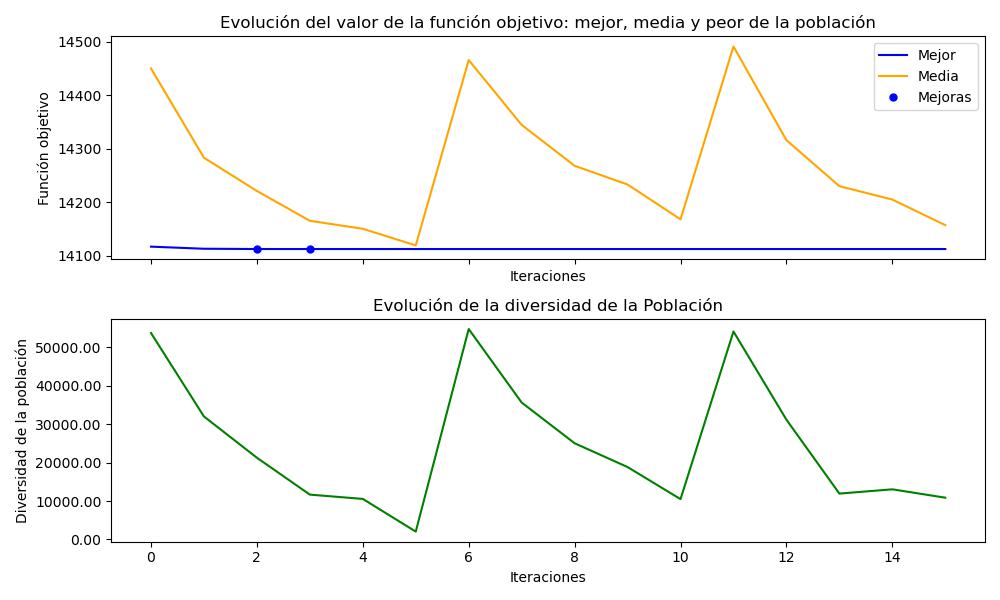 Evolución del valor de la función objetivo: mejor, media y peor de la población
Función objetivo
14500
14400
14300
14200
14100
Mejor
Media
Mejoras
Iteraciones
Evolución de la diversidad de la Población
Diversidad de la población
50000.00
40000.00
30000.00
20000.00
10000.00
0.00
0 2 4 6 8 10 12 14
Iteraciones